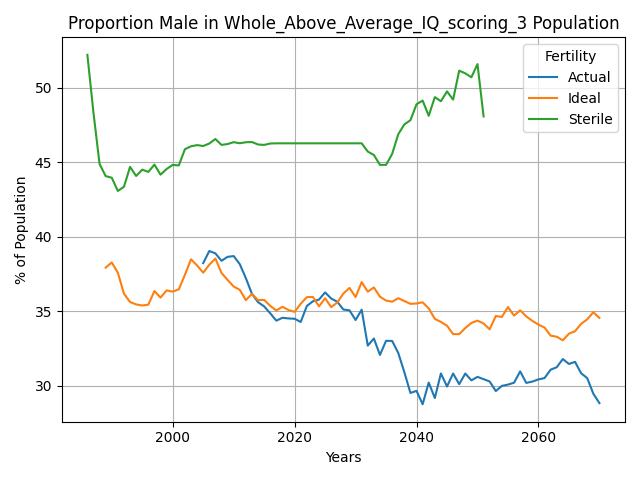 Proportion Male in Whole_Above_Average_IQ_scoring_3 Population
Fertility
Actual
Ideal
Sterile
% of Population
50
45
40
35
30
2000
2020
2040
2060
Years